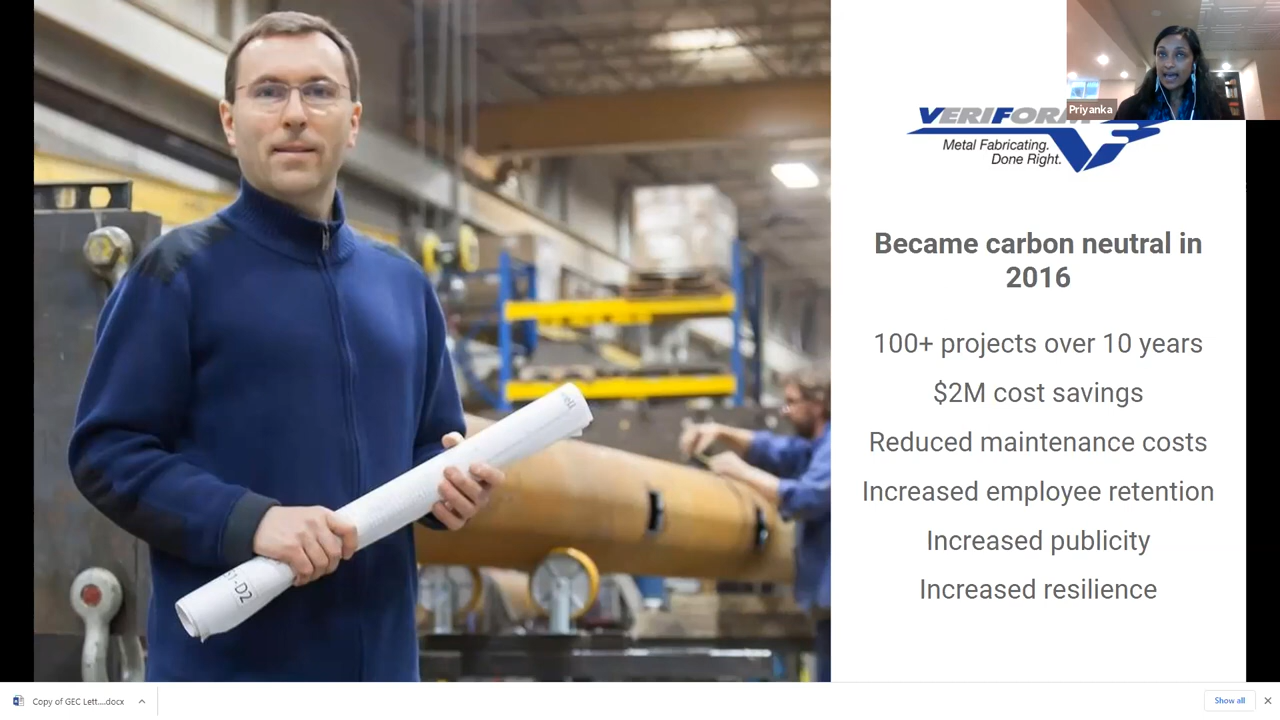 Priyanka
VERIFORM
Metal Fabricating.
Done Right.
Became carbon neutral in
2016
100+ projects over 10 years
$2M cost savings
Reduced maintenance costs
Increased employee retention
Increased publicity
Increased resilience
-D2
Copy of GEC Lett....docx
Show all